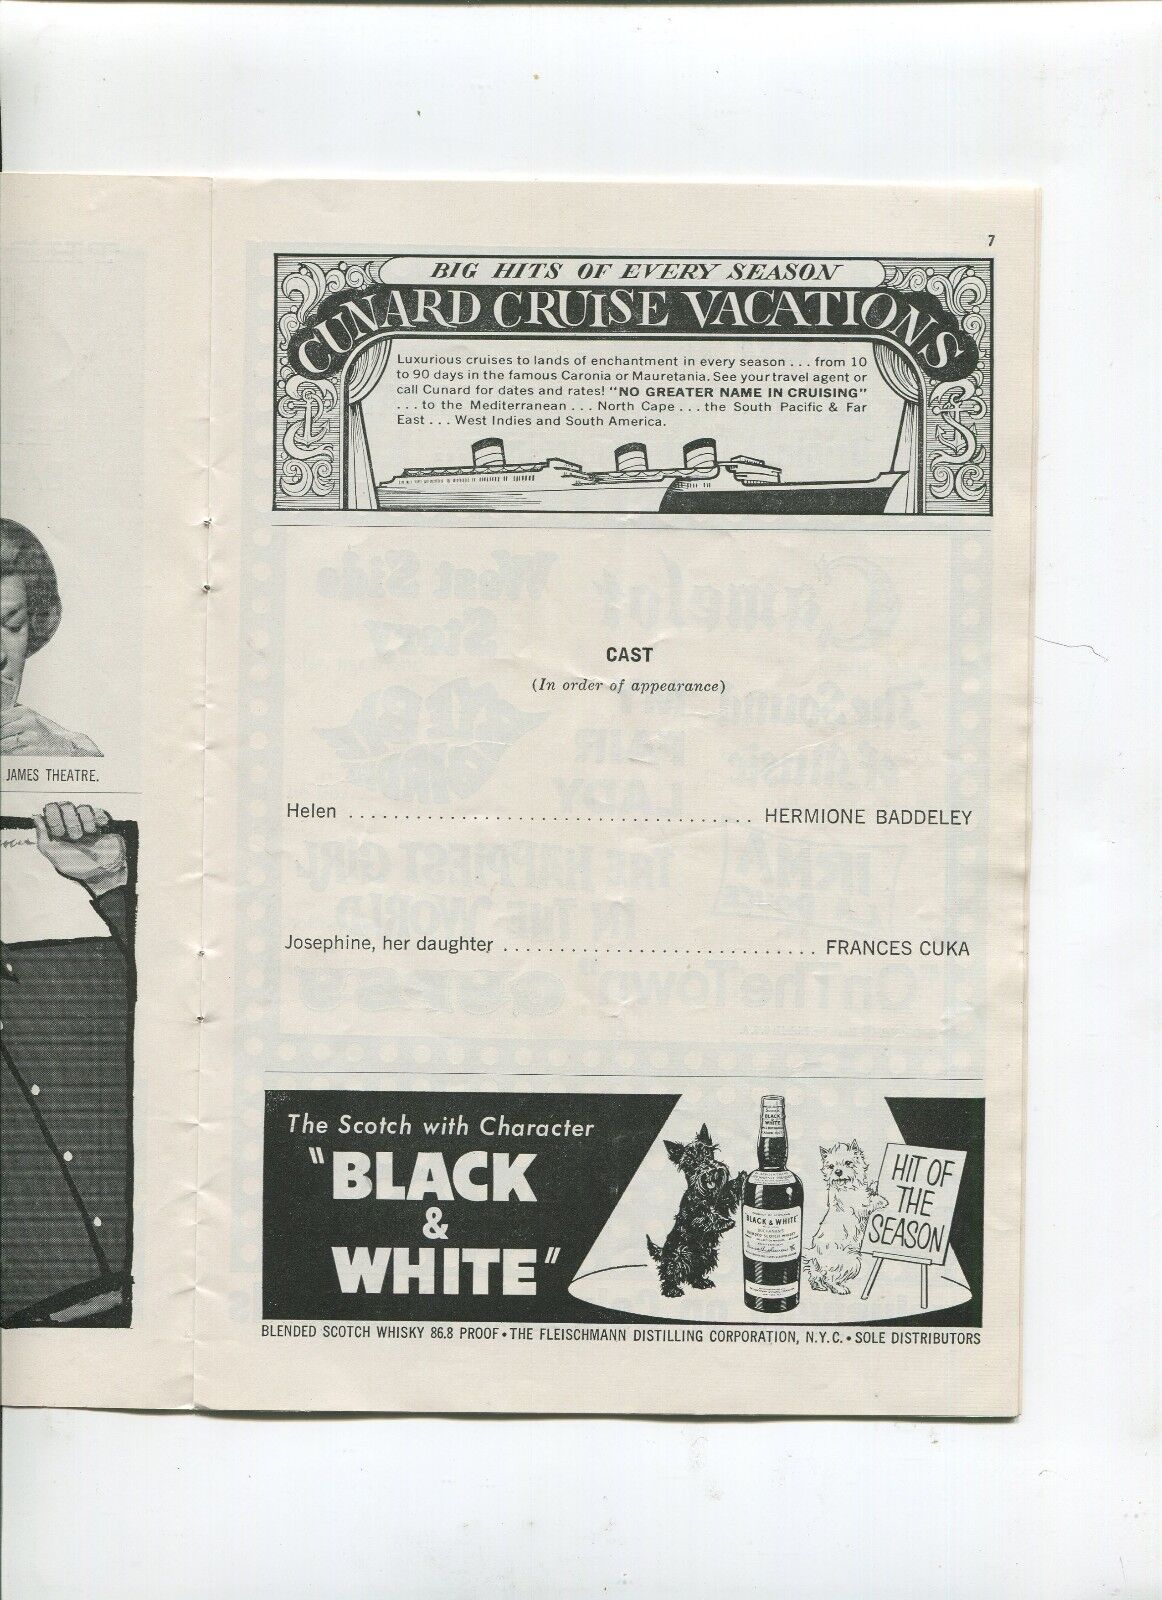 7
BIG HITS OF EVERY SEASON
CUNARD CRUISE VACATIONS
Luxurious cruises to lands of enchantment in every season . . . from 10
to 90 days in the famous Caronia or Mauretania. See your travel agent or
call Cunard for dates and rates! "NO GREATER NAME IN CRUISING"
. . . to the Mediterranean . . . North Cape . . . the South Pacific & Far
East . . . West Indies and South America.
CAST
(In order of appearance)
JAMES THEATRE.
Helen . . . . . . . . . . . . . . . . . . . . . . . . . . . . . . . . . . HERMIONE BADDELEY
Josephine, her daughter . . . . . . . . . . . . . . . . . . . . . . . . . . . FRANCES CUKA
The Scotch with Character
"BLACK
&
WHITE"
BLACK & WHITE
HIT OF
THE
SEASON
BLENDED SCOTCH WHISKY 86.8 PROOF • THE FLEISCHMANN DISTILLING CORPORATION, N.Y.C. • SOLE DISTRIBUTORS